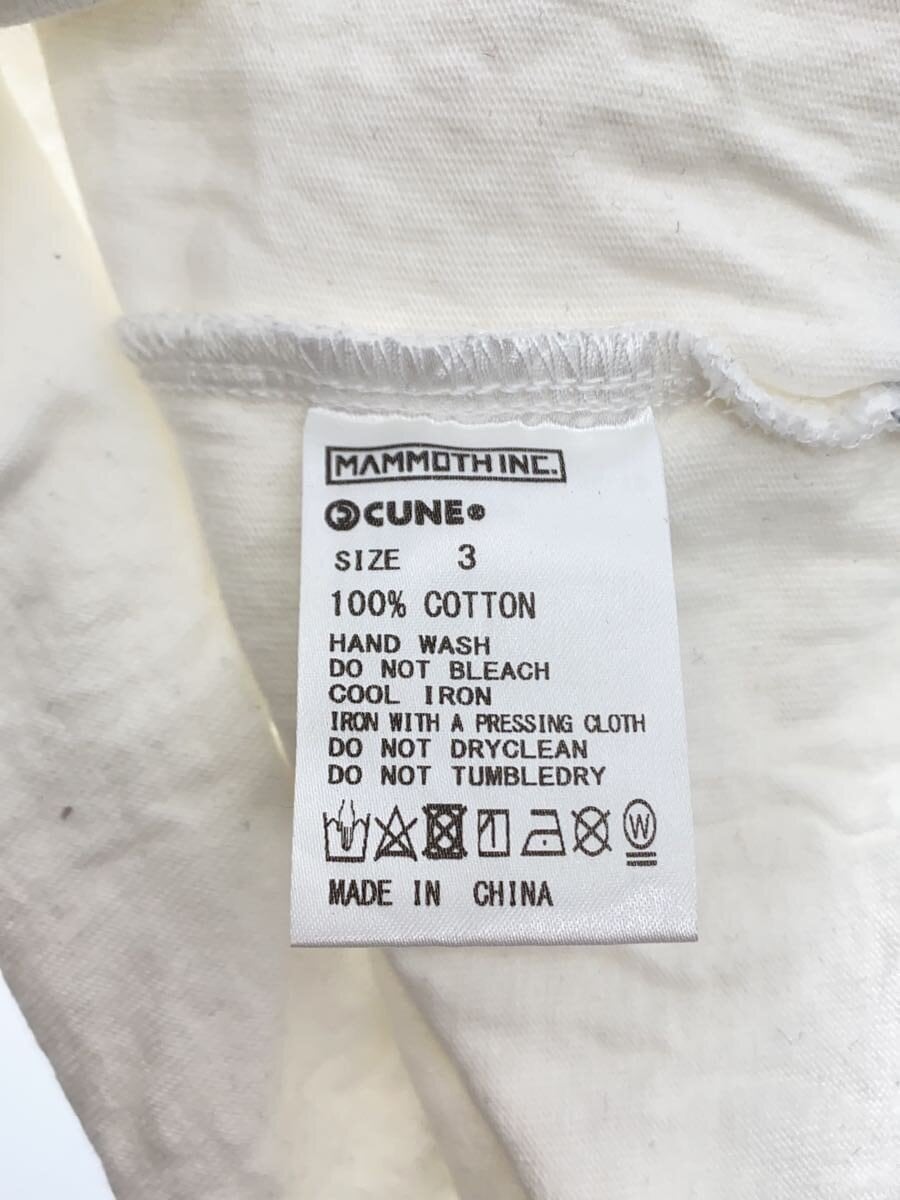 MAMMOTH INC.
CUNE®
SIZE 3
100% COTTON
HAND WASH
DO NOT BLEACH
COOL IRON
IRON WITH A PRESSING CLOTH
DO NOT DRYCLEAN
DO NOT TUMBLEDRY
W
MADE IN CHINA